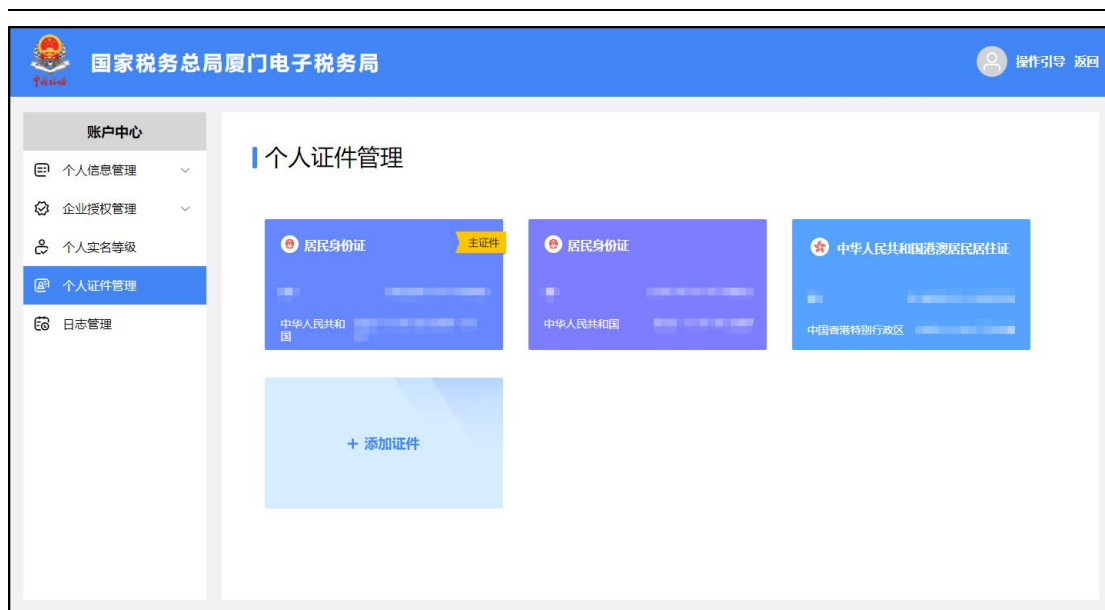 国家税务总局厦门电子税务局
操作引导 返回
账户中心
个人信息管理
企业授权管理
个人实名等级
个人证件管理
日志管理
个人证件管理
居民身份证
主证件
中华人民共和
国
居民身份证
中华人民共和国
中华人民共和国港澳居民居住证
中国香港特别行政区
+ 添加证件